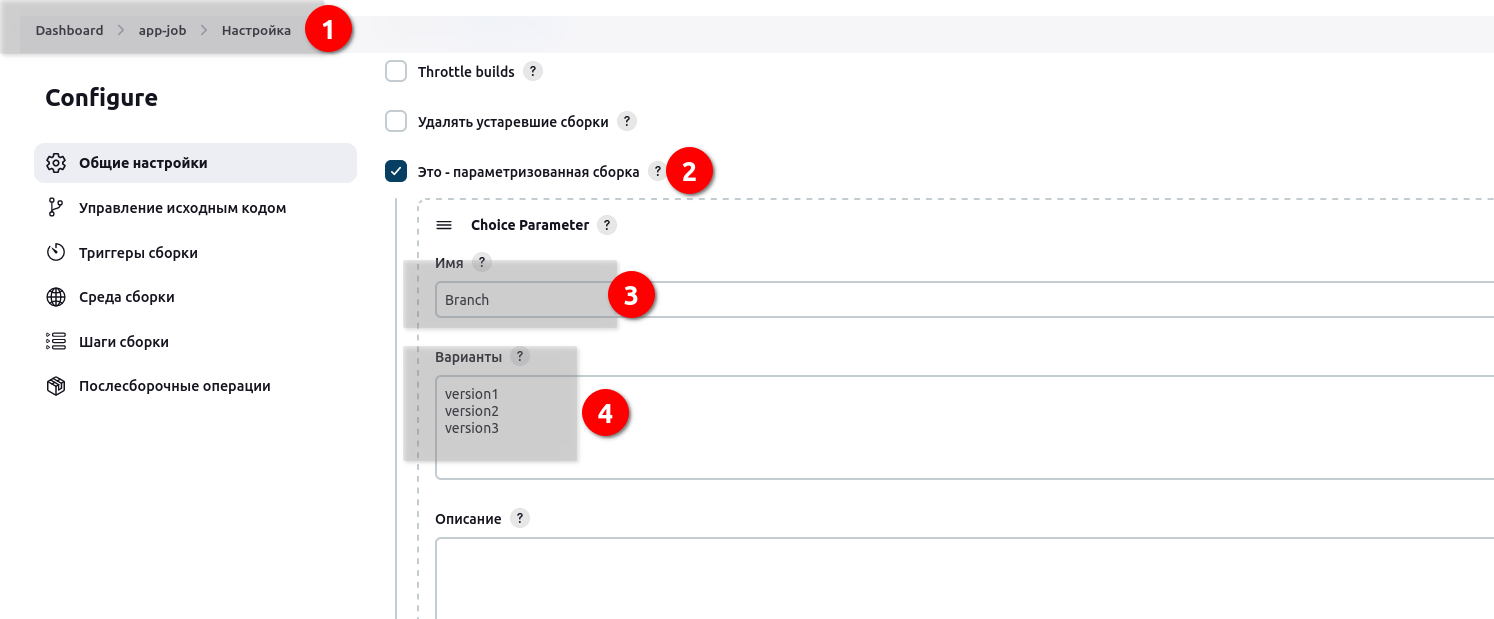 Dashboard > app-job > Настройка 1
Configure
Общие настройки
Управление исходным кодом
Триггеры сборки
Среда сборки
Шаги сборки
Послесборочные операции
Throttle builds ?
Удалять устаревшие сборки ?
Это - параметризованная сборка ? 2
Choice Parameter ?
Имя ?
Branch 3
Варианты ?
version1
version2
version3
4
Описание ?